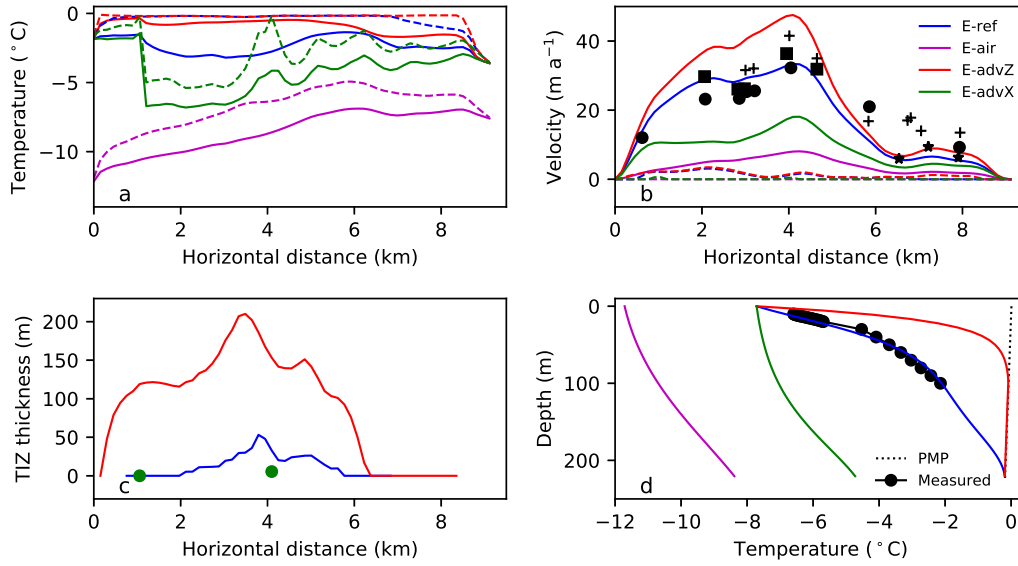 0
−5
−10
Temperature (°C)
a
0 2 4 6 8
Horizontal distance (km)
40
20
0
Velocity (m a⁻¹)
b
E-ref
E-air
E-advZ
E-advX
0 2 4 6 8
Horizontal distance (km)
200
150
100
50
0
TIZ thickness (m)
c
0 2 4 6 8
Horizontal distance (km)
0
100
200
Depth (m)
d
PMP
Measured
−12 −10 −8 −6 −4 −2 0
Temperature (°C)